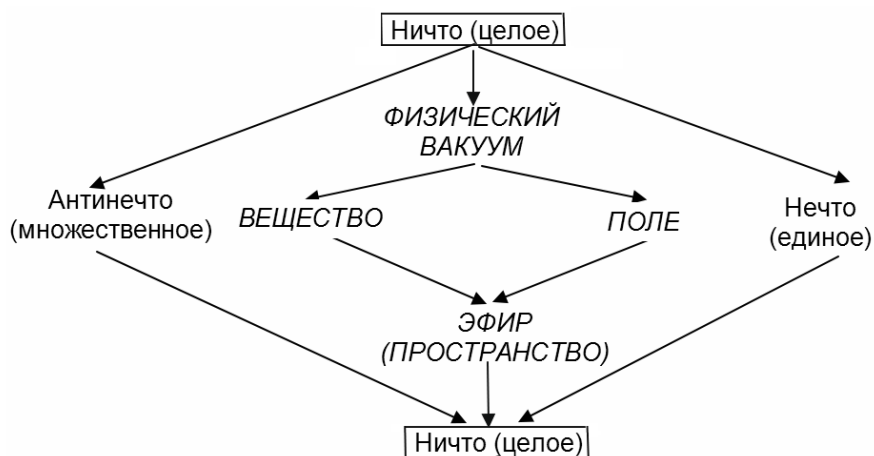 Ничто (целое)
ФИЗИЧЕСКИЙ
ВАКУУМ
Антинечто
(множественное)
ВЕЩЕСТВО
ПОЛЕ
Нечто
(единое)
ЭФИР
(ПРОСТРАНСТВО)
Ничто (целое)